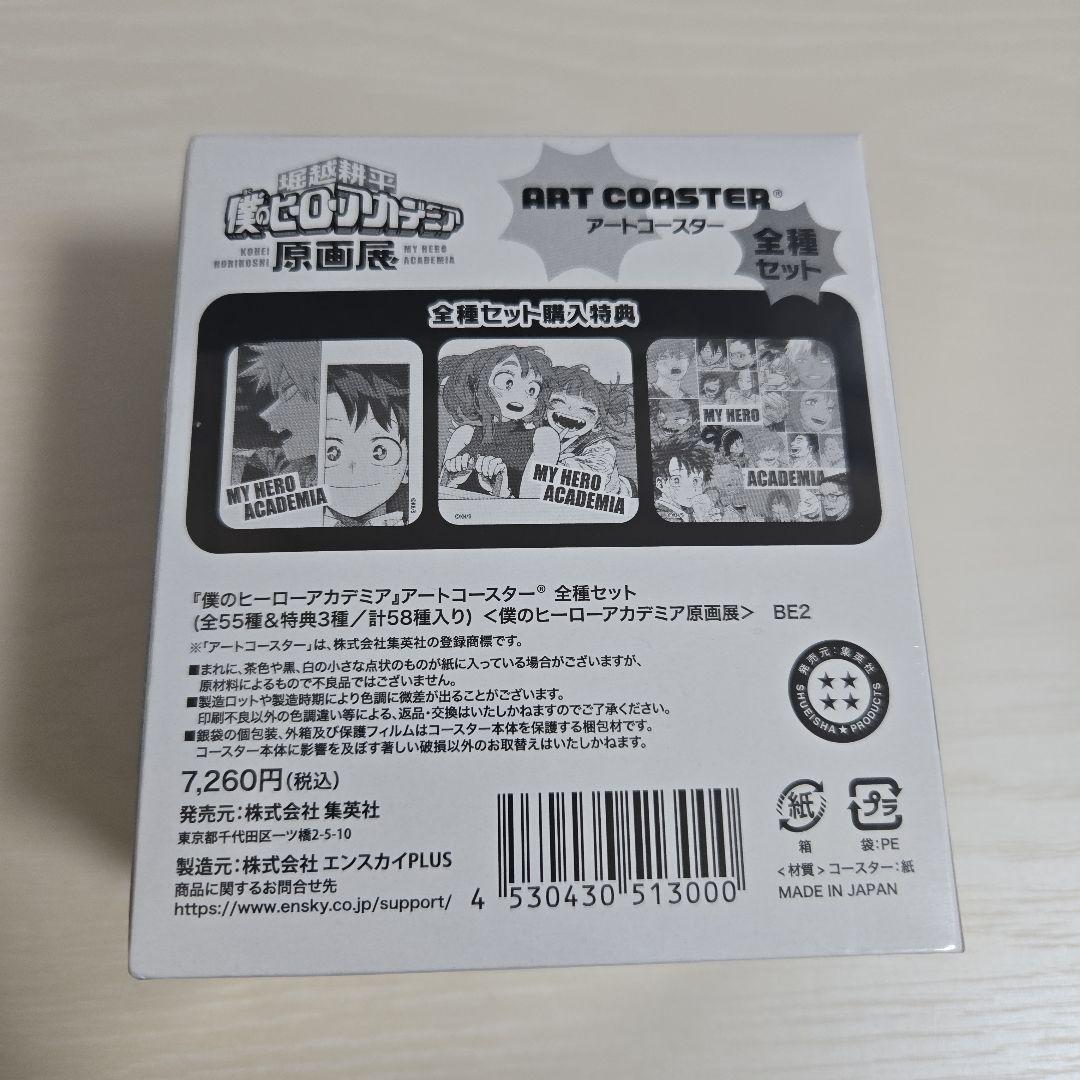 堀越耕平
僕のヒーローアカデミア
KOHEI HORIKOSHI
原画展
MY HERO ACADEMIA
ART COASTER®
アートコースター
全種
セット
全種セット購入特典
MY HERO
ACADEMIA
©K.H/S
MY HERO
ACADEMIA
©K.H/S
MY HERO
ACADEMIA
©K.H/S
『僕のヒーローアカデミア』アートコースター® 全種セット
(全55種&特典3種/計58種入り) <僕のヒーローアカデミア原画展> BE2
※「アートコースター」は、株式会社集英社の登録商標です。
■まれに、茶色や黒、白の小さな点状のものが紙に入っている場合がございますが、
原材料によるもので不良品ではございません。
■製造ロットや製造時期により色調に微差が出ることがございます。
印刷不良以外の色調違い等による、返品・交換はいたしかねますのでご了承ください。
■銀袋の個包装、外箱及び保護フィルムはコースター本体を保護する梱包材です。
コースター本体に影響を及ぼす著しい破損以外のお取替えはいたしかねます。
発売元:集英社
SHUEISHA★PRODUCTS
7,260円(税込)
発売元:株式会社 集英社
東京都千代田区一ツ橋2-5-10
製造元:株式会社 エンスカイPLUS
商品に関するお問合せ先
https://www.ensky.co.jp/support/
4 530430 513000
紙
箱
プラ
袋:PE
<材質>コースター:紙
MADE IN JAPAN